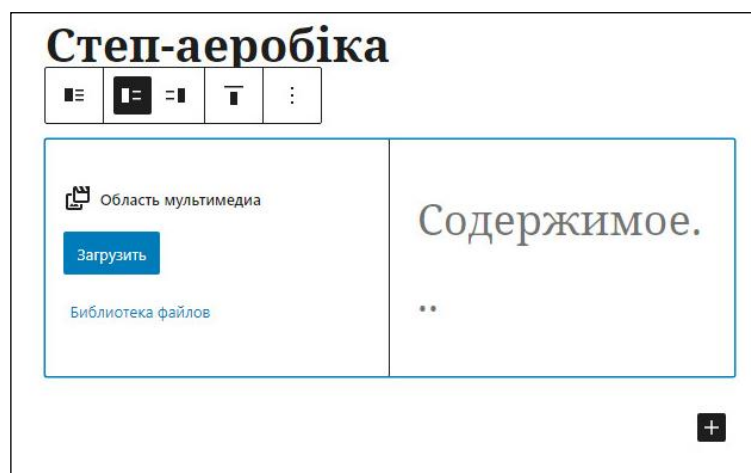 Степ-аеробіка
Область мультимедиа
Загрузить
Библиотека файлов
Содержимое.
..